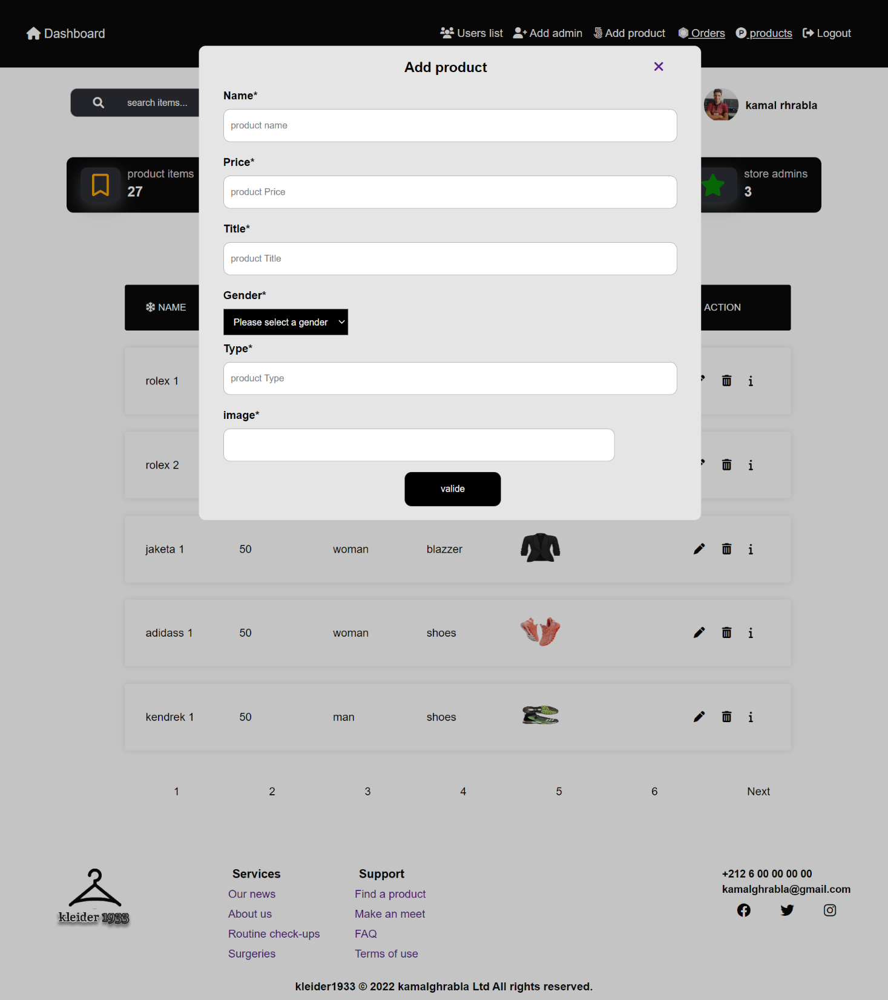 Dashboard
Users list Add admin Add product Orders products Logout
Add product
search items...
kamal rhrabla
Name*
product name
product items
27
store admins
3
Price*
product Price
Title*
product Title
Gender*
Please select a gender
NAME
ACTION
Type*
product Type
rolex 1
image*
rolex 2
valide
jaketa 1 50 woman blazzer
adidass 1 50 woman shoes
kendrek 1 50 man shoes
1 2 3 4 5 6 Next
kleider 1933
Services
Our news
About us
Routine check-ups
Surgeries
Support
Find a product
Make an meet
FAQ
Terms of use
+212 6 00 00 00 00
kamalghrabla@gmail.com
kleider1933 © 2022 kamalghrabla Ltd All rights reserved.